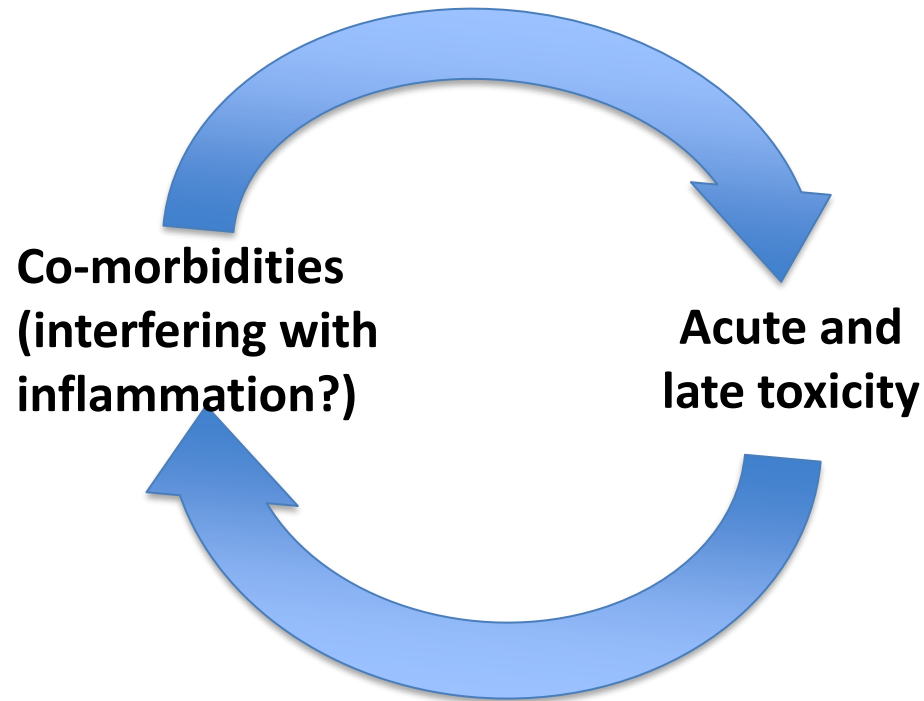 Co-morbidities
(interfering with
inflammation?)
Acute and
late toxicity